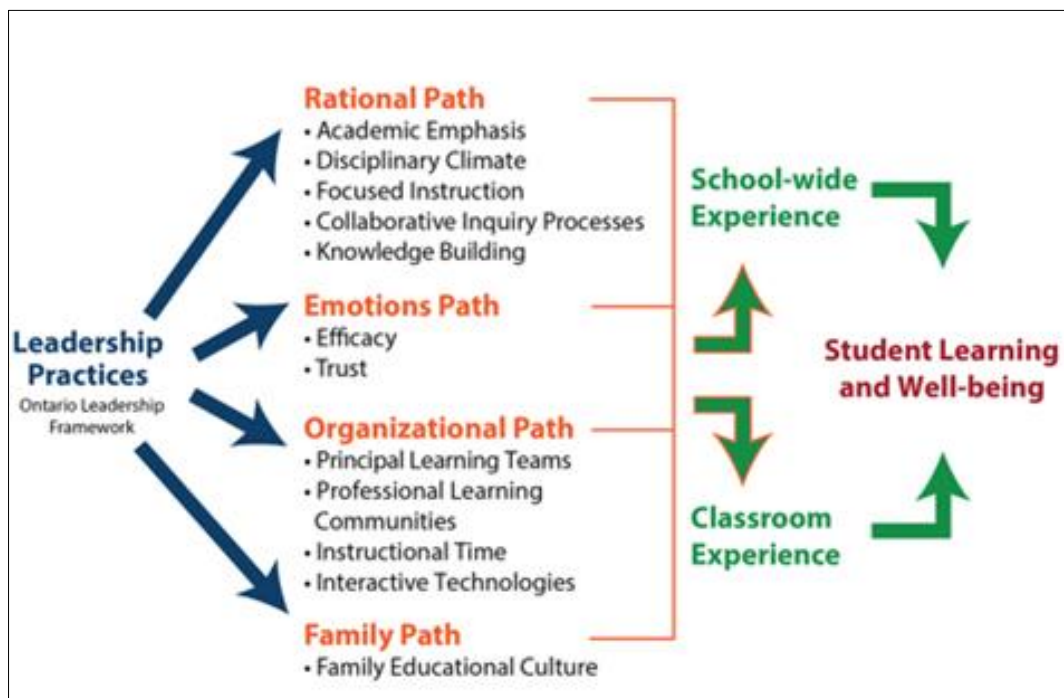 Rational Path
• Academic Emphasis
• Disciplinary Climate
• Focused Instruction
• Collaborative Inquiry Processes
• Knowledge Building
Emotions Path
• Efficacy
• Trust
Leadership
Practices
Ontario Leadership
Framework
Organizational Path
• Principal Learning Teams
• Professional Learning
Communities
• Instructional Time
• Interactive Technologies
Family Path
• Family Educational Culture
School-wide
Experience
Classroom
Experience
Student Learning
and Well-being